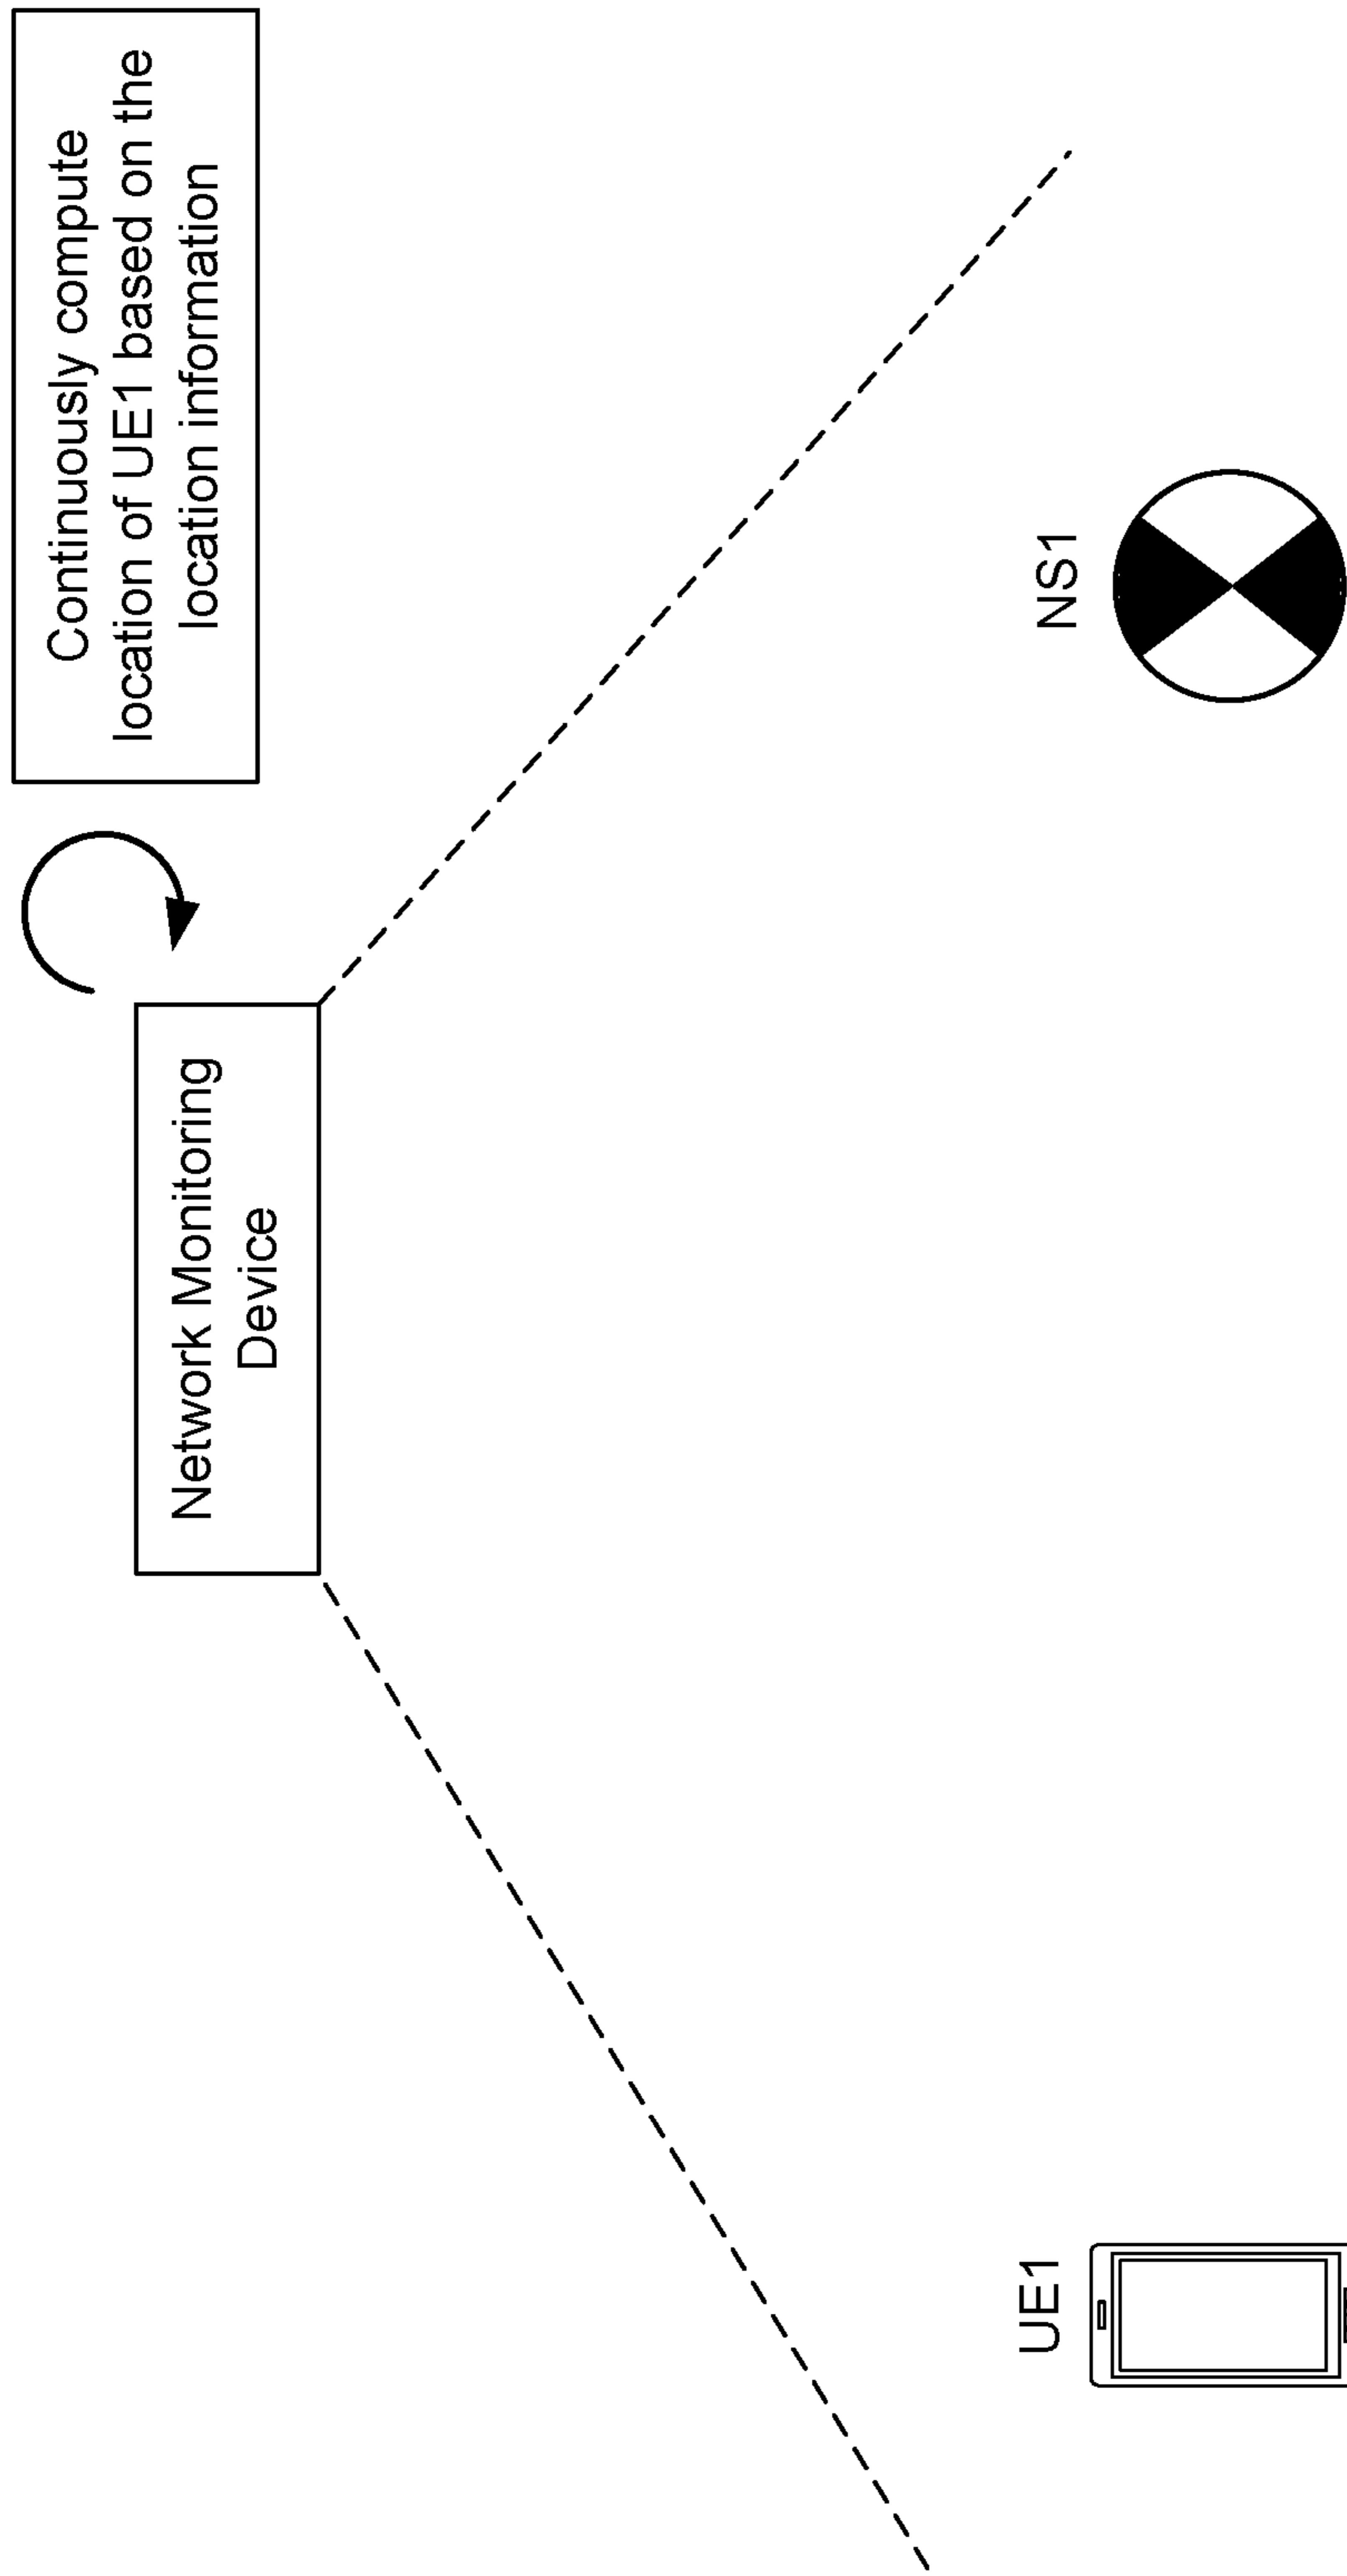 Continuously compute
location of UE1 based on the
location information
Network Monitoring
Device
NS1
UE1